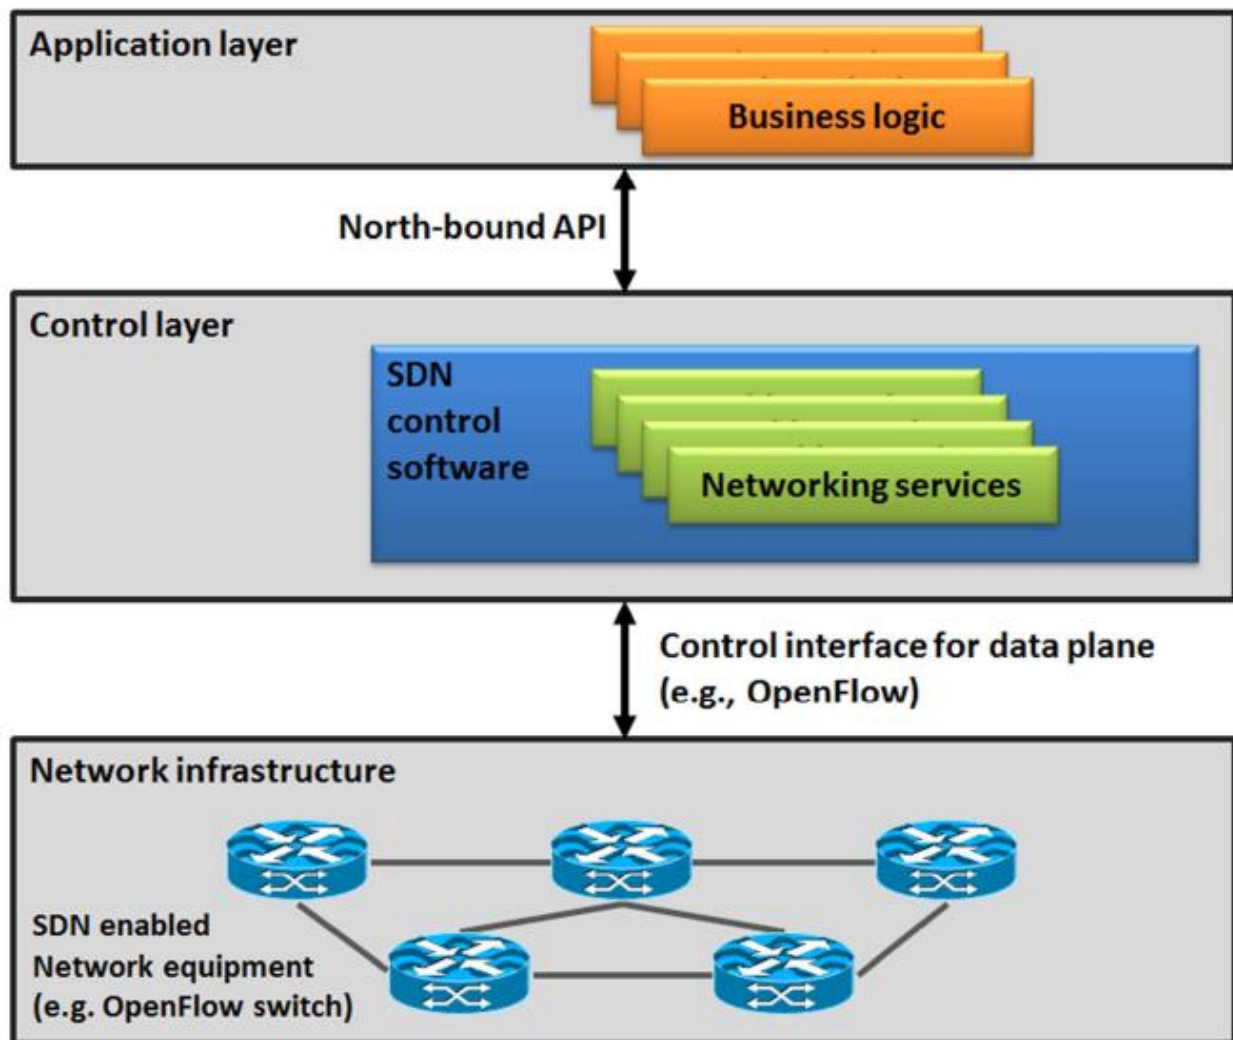 Application layer
Business logic
North-bound API
Control layer
SDN
control
software
Networking services
Control interface for data plane
(e.g., OpenFlow)
Network infrastructure
SDN enabled
Network equipment
(e.g. OpenFlow switch)